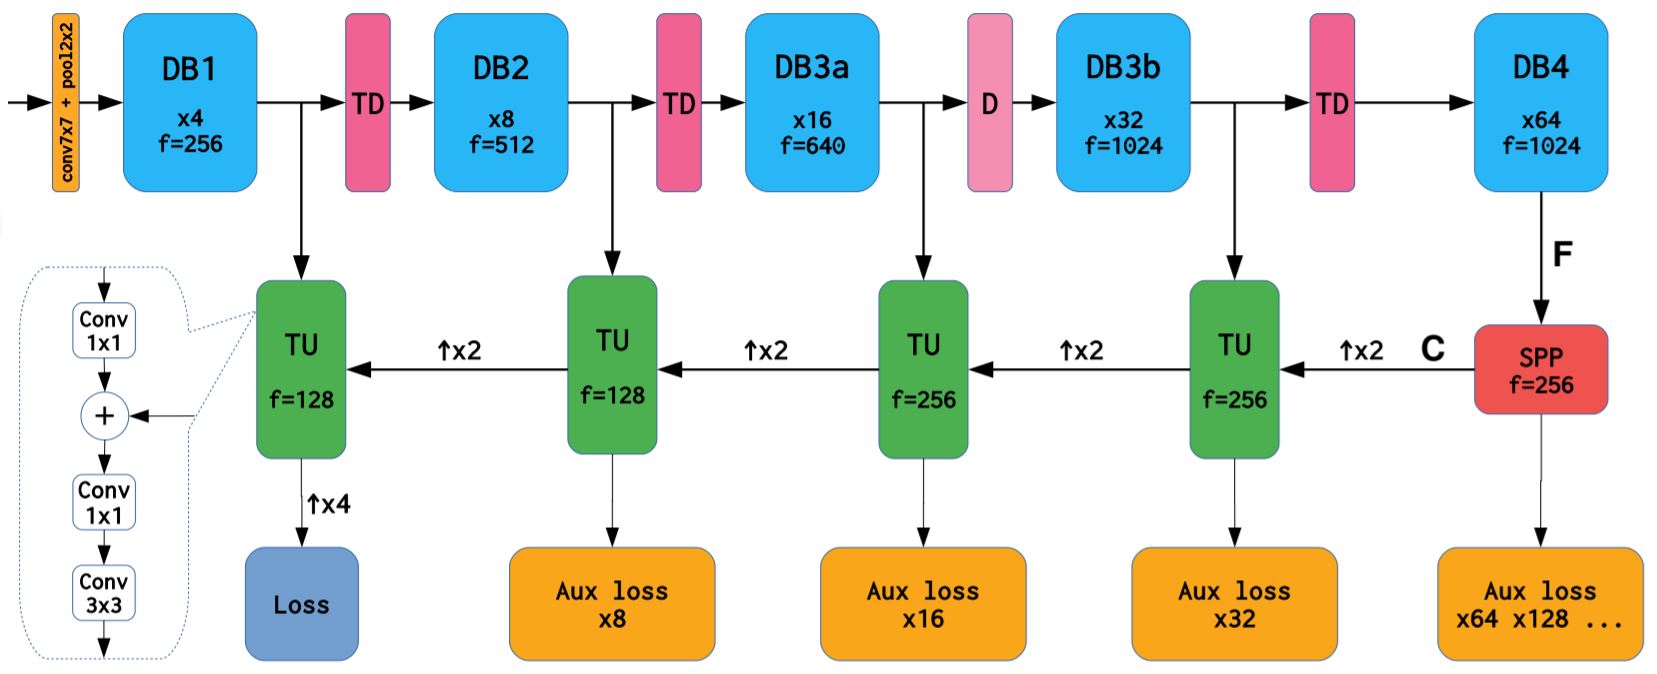 conv7x7 + pool2x2
DB1
x4
f=256
TD
DB2
x8
f=512
TD
DB3a
x16
f=640
D
DB3b
x32
f=1024
TD
DB4
x64
f=1024
F
Conv
1x1
+
Conv
1x1
Conv
3x3
TU
f=128
↑x2
TU
f=128
↑x2
TU
f=256
↑x2
TU
f=256
↑x2
C
SPP
f=256
↑x4
Loss
Aux loss
x8
Aux loss
x16
Aux loss
x32
Aux loss
x64 x128 ...